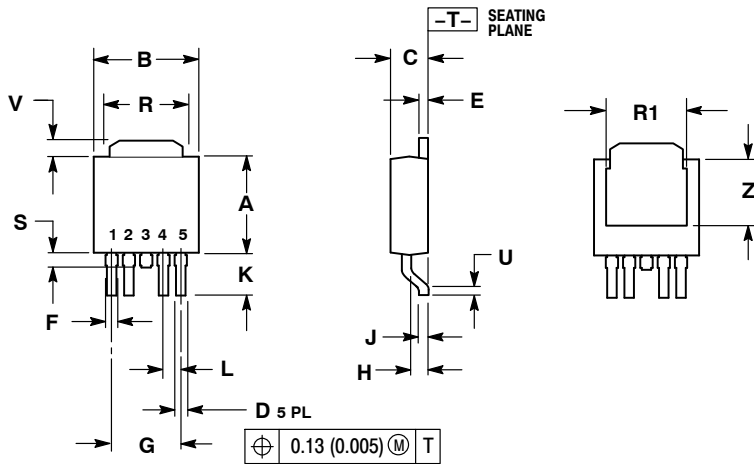 –T– SEATING
PLANE
B
C
V
R
E
R1
Z
A
S
1 2 3 4 5
U
K
F
J
L
H
D 5 PL
G
⌖ 0.13 (0.005) Ⓜ T